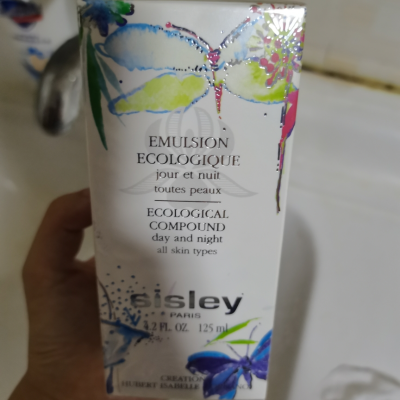 EMULSION
ECOLOGIQUE
jour et nuit
toutes peaux
ECOLOGICAL
COMPOUND
day and night
all skin types
sisley
PARIS
4.2 FL. OZ. 125 ml
CREATION
HUBERT ISABELLE